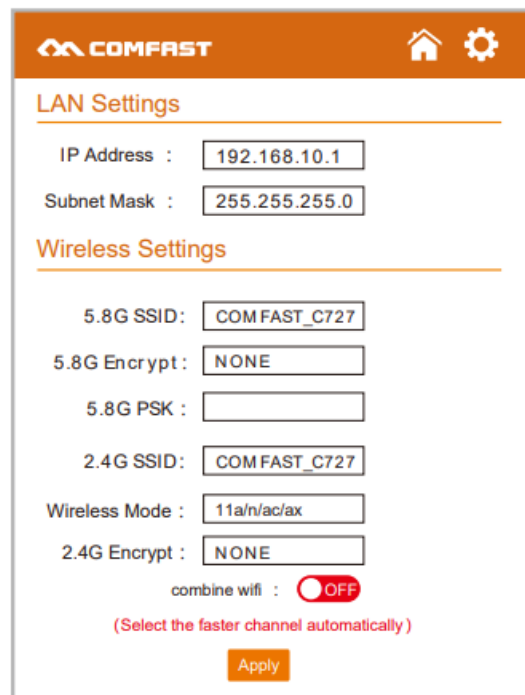 COMFAST
LAN Settings
IP Address : 192.168.10.1
Subnet Mask : 255.255.255.0
Wireless Settings
5.8G SSID: COMFAST_C727
5.8G Encrypt: NONE
5.8G PSK :
2.4G SSID: COMFAST_C727
Wireless Mode : 11a/n/ac/ax
2.4G Encrypt : NONE
combine wifi : OFF
(Select the faster channel automatically)
Apply